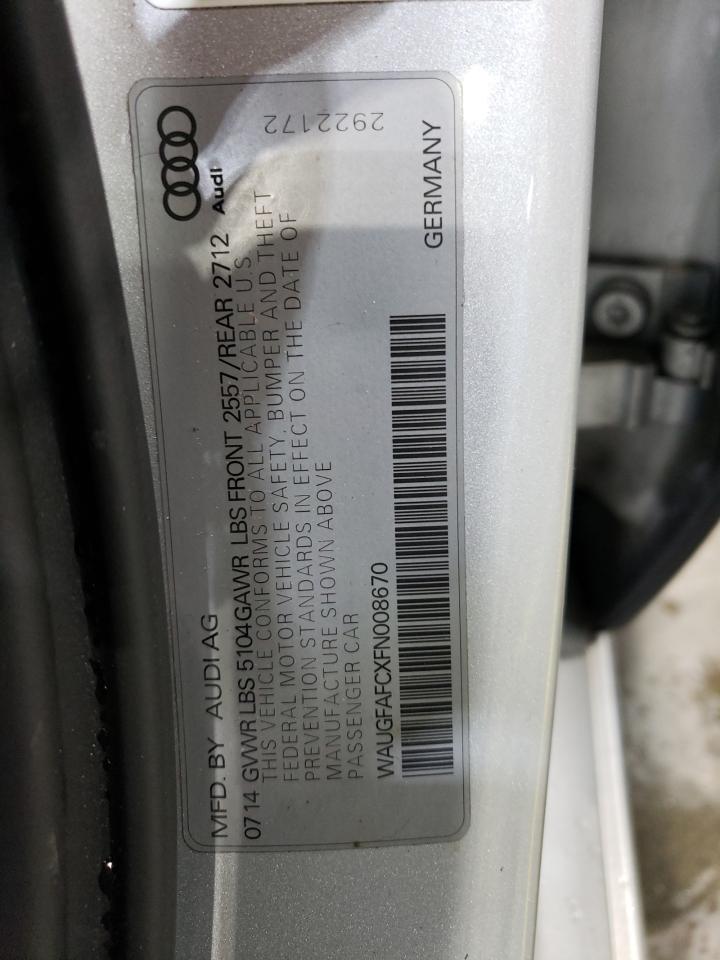 MFD. BY AUDI AG
Audi
0714 GVWR LBS 5104GAWR LBS FRONT 2557/REAR 2712
THIS VEHICLE CONFORMS TO ALL APPLICABLE U.S.
FEDERAL MOTOR VEHICLE SAFETY, BUMPER AND THEFT
PREVENTION STANDARDS IN EFFECT ON THE DATE OF
MANUFACTURE SHOWN ABOVE
PASSENGER CAR
WAUGFAFCXFN008670
GERMANY
2922172